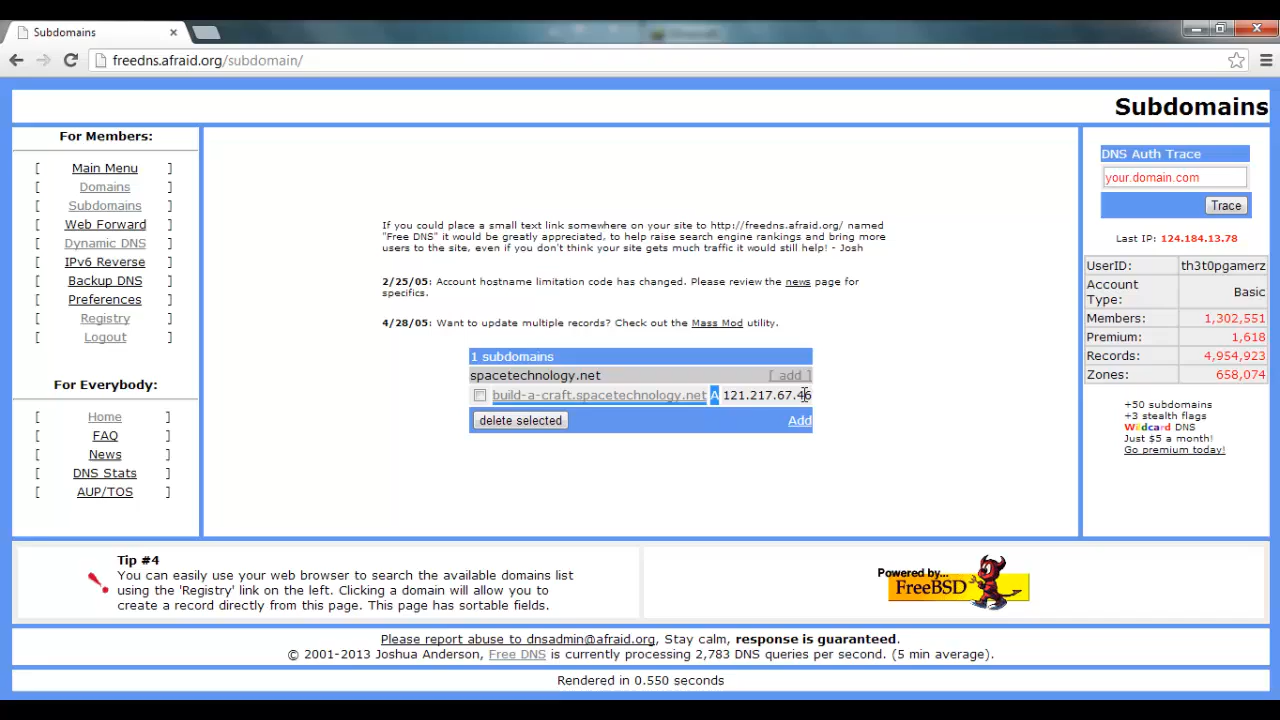 Subdomains
freedns.afraid.org/subdomain/
Subdomains
For Members:
[ Main Menu ]
[ Domains ]
[ Subdomains ]
[ Web Forward ]
[ Dynamic DNS ]
[ IPv6 Reverse ]
[ Backup DNS ]
[ Preferences ]
[ Registry ]
[ Logout ]
For Everybody:
[ Home ]
[ FAQ ]
[ News ]
[ DNS Stats ]
[ AUP/TOS ]
If you could place a small text link somewhere on your site to http://freedns.afraid.org/ named
"Free DNS" it would be greatly appreciated, to help raise search engine rankings and bring more
users to the site, even if you don't think your site gets much traffic it would still help! - Josh
2/25/05: Account hostname limitation code has changed. Please review the news page for
specifics.
4/28/05: Want to update multiple records? Check out the Mass Mod utility.
1 subdomains
spacetechnology.net [ add ]
build-a-craft.spacetechnology.net A 121.217.67.46
delete selected Add
DNS Auth Trace
your.domain.com
Trace
Last IP: 124.184.13.78
UserID: th3t0pgamerz
Account
Type: Basic
Members: 1,302,551
Premium: 1,618
Records: 4,954,923
Zones: 658,074
+50 subdomains
+3 stealth flags
Wildcard DNS
Just $5 a month!
Go premium today!
Tip #4
You can easily use your web browser to search the available domains list
using the 'Registry' link on the left. Clicking a domain will allow you to
create a record directly from this page. This page has sortable fields.
Powered by...
FreeBSD
Please report abuse to dnsadmin@afraid.org, Stay calm, response is guaranteed.
© 2001-2013 Joshua Anderson, Free DNS is currently processing 2,783 DNS queries per second. (5 min average).
Rendered in 0.550 seconds